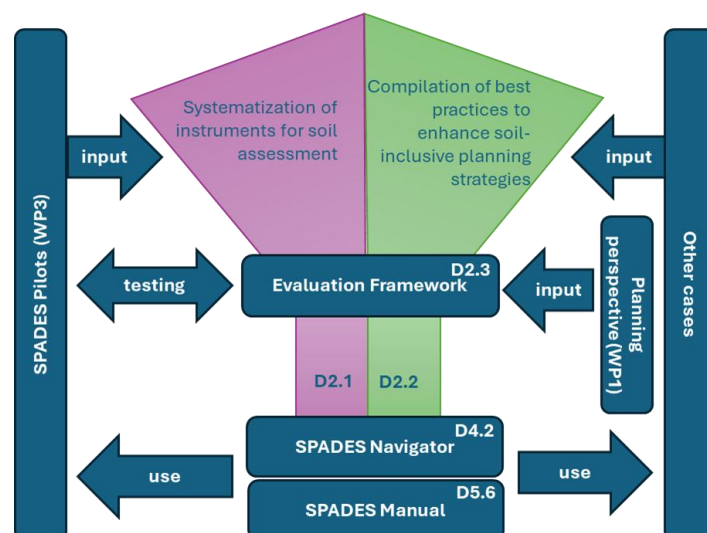 Systematization of
instruments for soil
assessment
Compilation of best
practices to
enhance soil-
inclusive planning
strategies
input
input
SPADES Pilots (WP3)
testing
D2.3
Evaluation Framework
input
Planning
perspective (WP1)
Other cases
D2.1
D2.2
D4.2
SPADES Navigator
use
use
D5.6
SPADES Manual